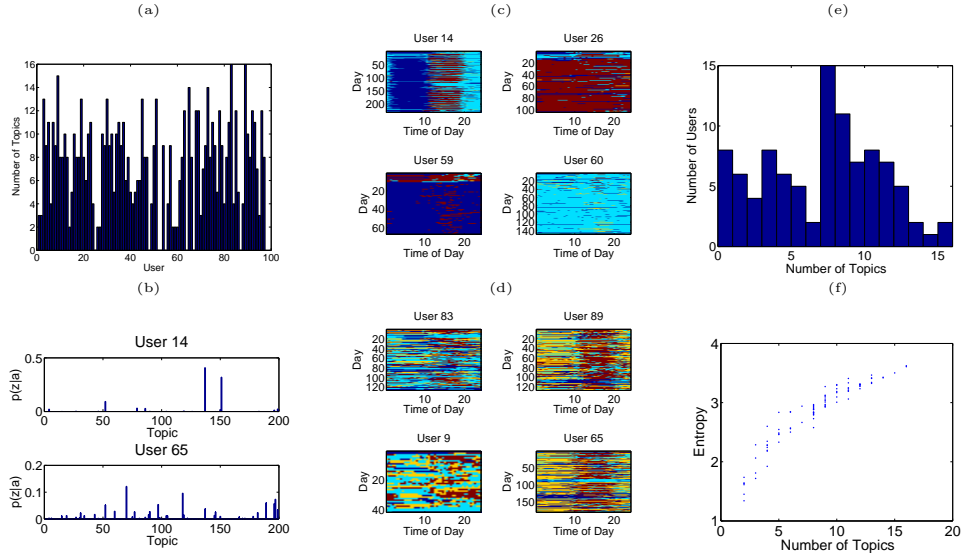 (a)
16
14
12
10
8
6
4
2
0
Number of Topics
0 20 40 60 80 100
User
(b)
User 14
0.5
0
p(z|a)
0 50 100 150 200
Topic
User 65
0.2
0.1
0
p(z|a)
0 50 100 150 200
Topic
(c)
User 14
50
100
150
200
Day
10 20
Time of Day
User 26
20
40
60
80
100
Day
10 20
Time of Day
User 59
20
40
60
Day
10 20
Time of Day
User 60
20
40
60
80
100
120
140
10 20
Time of Day
(d)
User 83
20
40
60
80
100
120
Day
10 20
Time of Day
User 89
20
40
60
80
100
120
Day
10 20
Time of Day
User 9
20
40
Day
10 20
Time of Day
User 65
50
100
150
10 20
Time of Day
(e)
15
10
5
0
Number of Users
0 5 10 15
Number of Topics
(f)
4
3
2
1
Entropy
0 5 10 15 20
Number of Topics